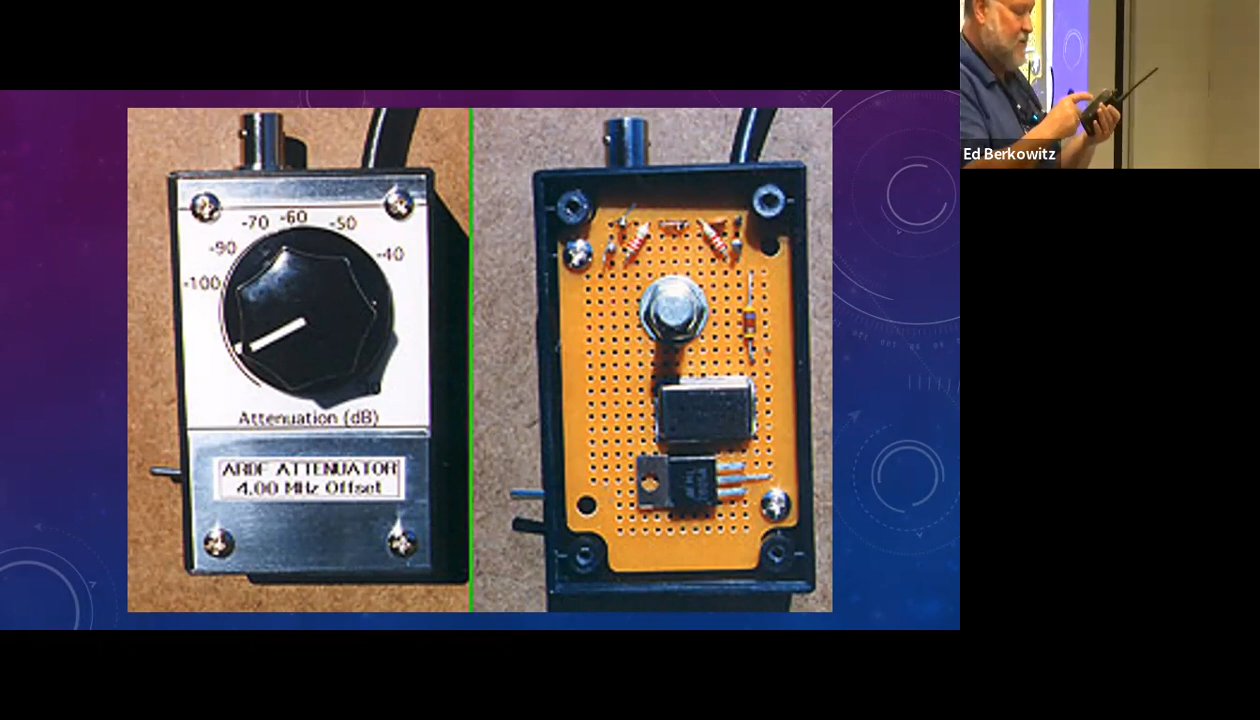 -70 -60 -50
-90 -40
-100
Attenuation (dB)
ARDF ATTENUATOR
4.00 MHz Offset
Ed Berkowitz